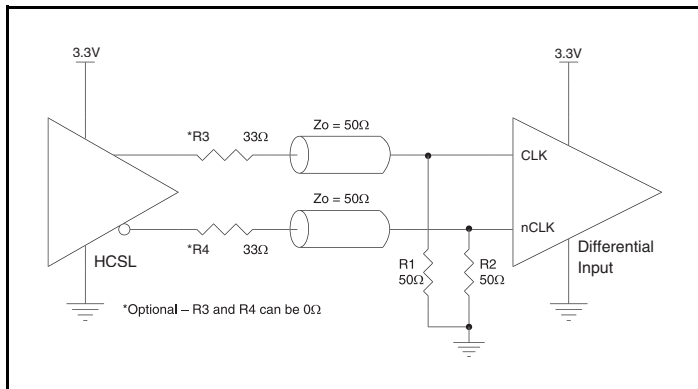 3.3V
3.3V
*R3
33Ω
Zo = 50Ω
CLK
Zo = 50Ω
nCLK
*R4
33Ω
HCSL
Differential
Input
R1
50Ω
R2
50Ω
*Optional – R3 and R4 can be 0Ω